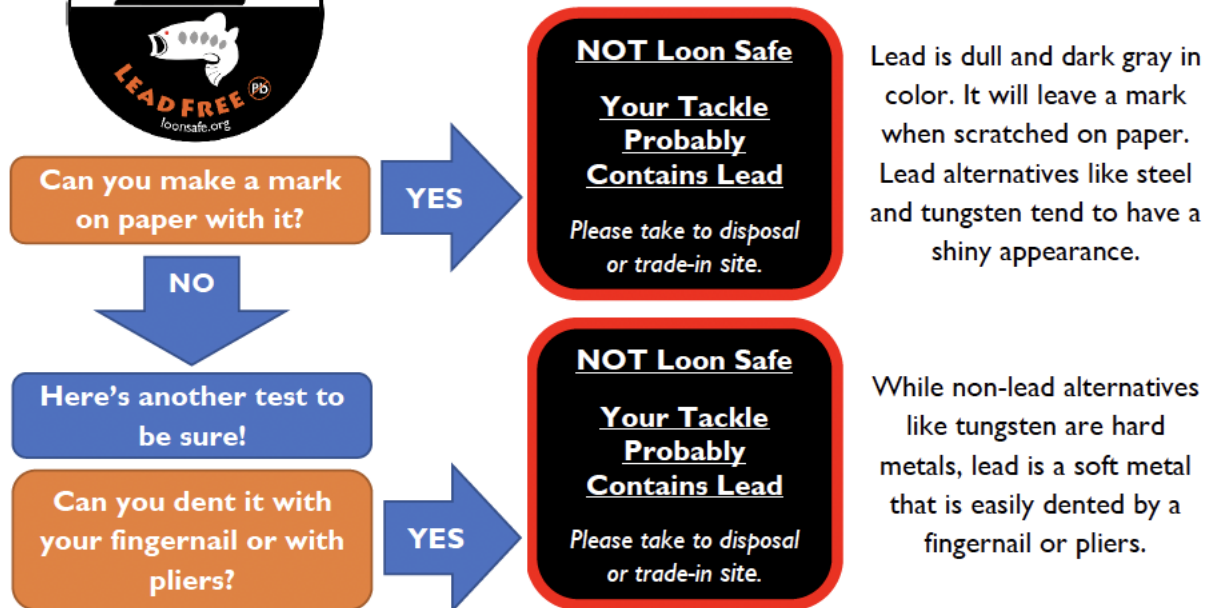 LEAD FREE Pb
loonsafe.org
Can you make a mark
on paper with it?
YES
NOT Loon Safe
Your Tackle
Probably
Contains Lead
Please take to disposal
or trade-in site.
Lead is dull and dark gray in
color. It will leave a mark
when scratched on paper.
Lead alternatives like steel
and tungsten tend to have a
shiny appearance.
NO
Here’s another test to
be sure!
Can you dent it with
your fingernail or with
pliers?
YES
NOT Loon Safe
Your Tackle
Probably
Contains Lead
Please take to disposal
or trade-in site.
While non-lead alternatives
like tungsten are hard
metals, lead is a soft metal
that is easily dented by a
fingernail or pliers.